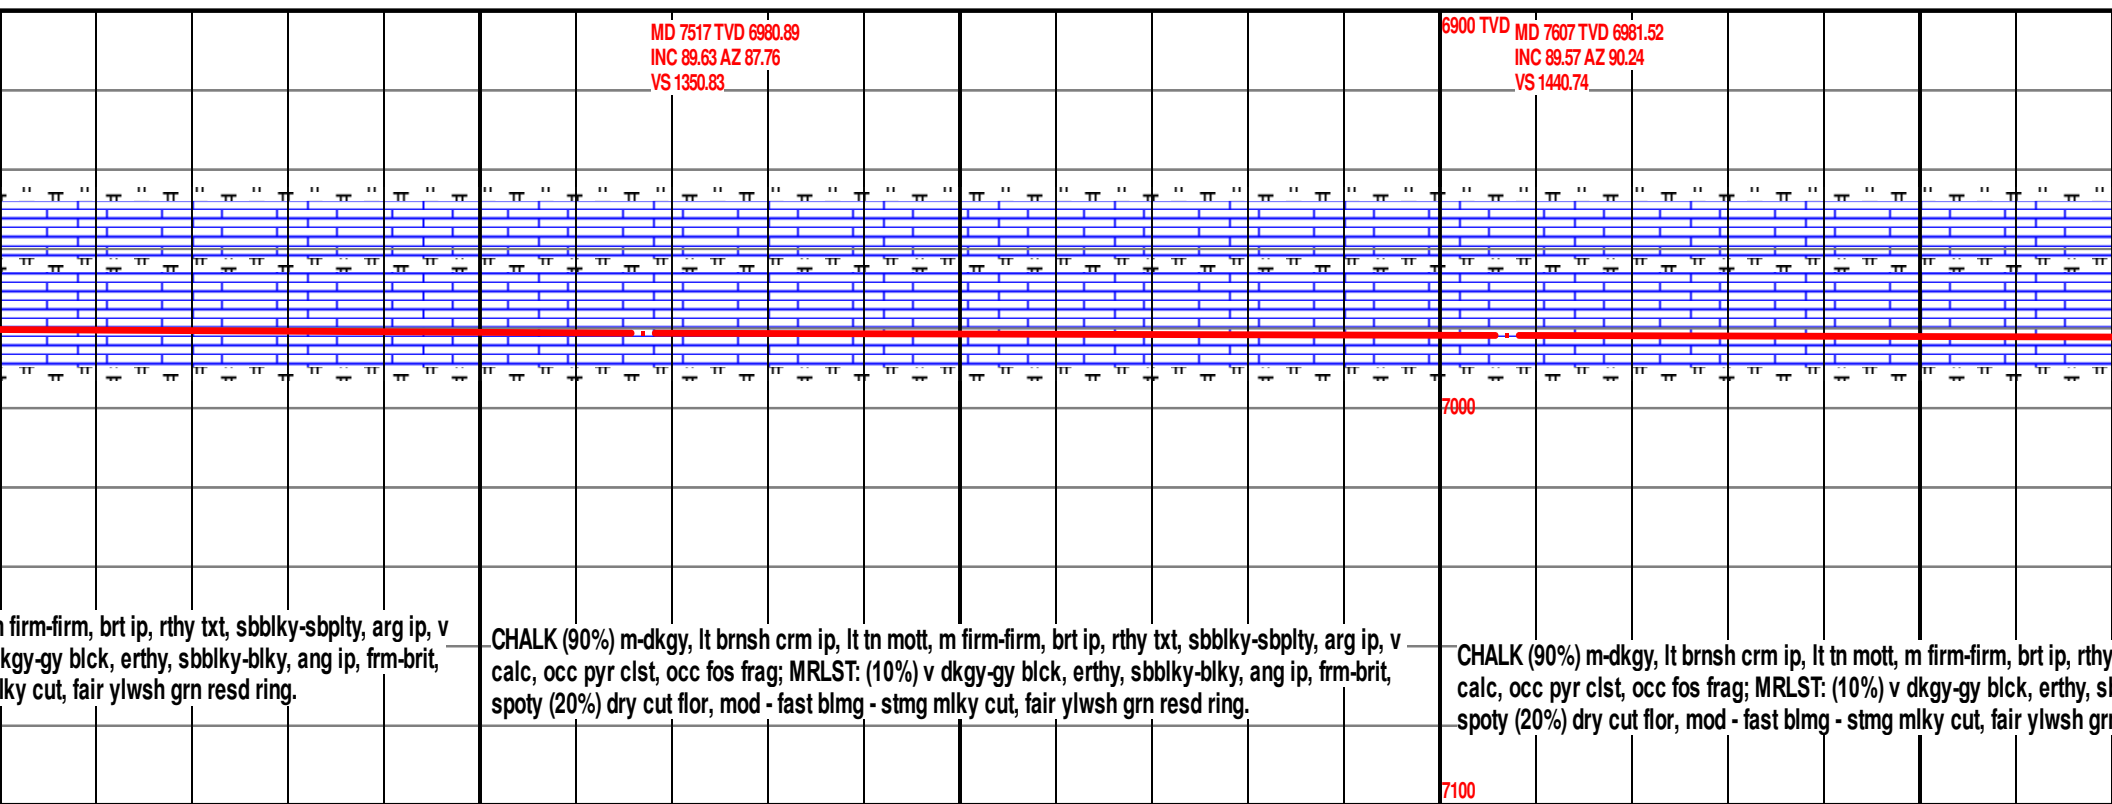 MD 7517 TVD 6980.89
INC 89.63 AZ 87.76
VS 1350.83
6900 TVD
MD 7607 TVD 6981.52
INC 89.57 AZ 90.24
VS 1440.74
7000
firm-firm, brt ip, rthy txt, sbblky-sbplty, arg ip, v
kgy-gy blck, erthy, sbblky-blky, ang ip, frm-brit,
lky cut, fair ylwsh grn resd ring.
CHALK (90%) m-dkgy, lt brnsh crm ip, lt tn mott, m firm-firm, brt ip, rthy txt, sbblky-sbplty, arg ip, v
calc, occ pyr clst, occ fos frag; MRLST: (10%) v dkgy-gy blck, erthy, sbblky-blky, ang ip, frm-brit,
spoty (20%) dry cut flor, mod - fast blmg - stmg mlky cut, fair ylwsh grn resd ring.
CHALK (90%) m-dkgy, lt brnsh crm ip, lt tn mott, m firm-firm, brt ip, rthy
calc, occ pyr clst, occ fos frag; MRLST: (10%) v dkgy-gy blck, erthy,
spoty (20%) dry cut flor, mod - fast blmg - stmg mlky cut, fair ylwsh
7100